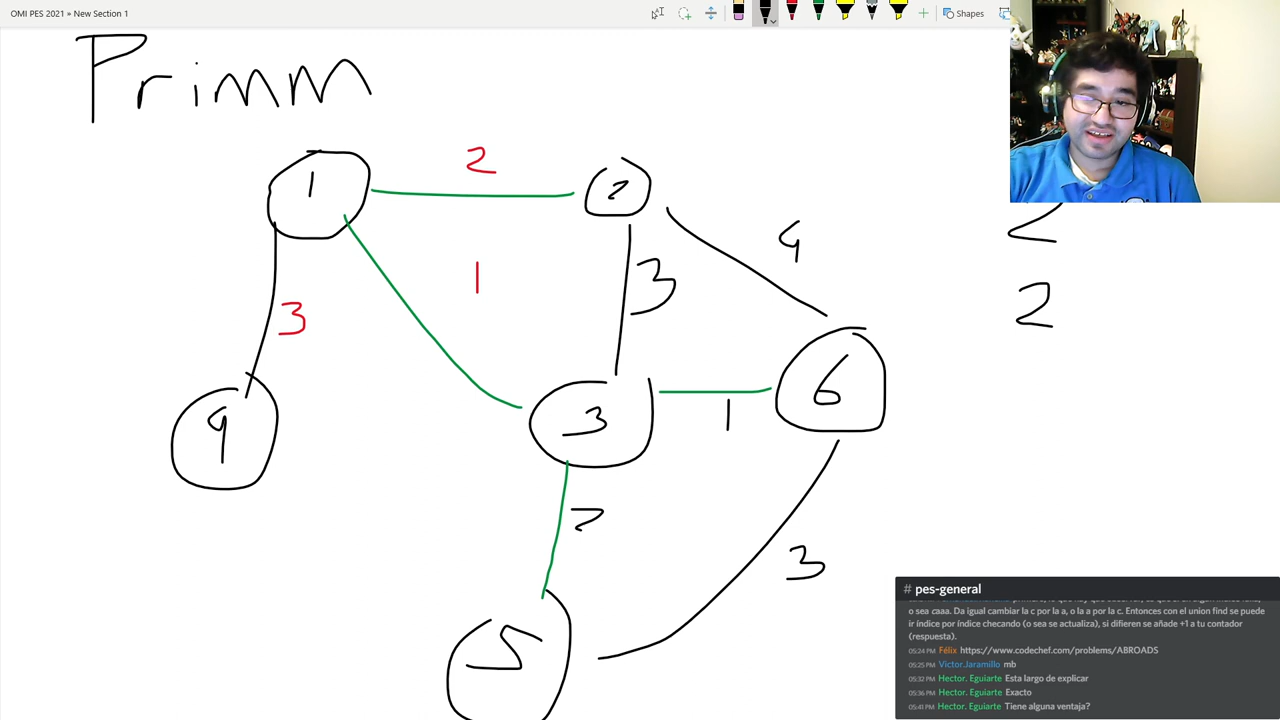 OMI PES 2021 » New Section 1
Shapes
Primm
1
2
2
1
3
3
4
2
4
3
1
6
2
5
3
# pes-general
o sea caaa. Da igual cambiar la c por la a, o la a por la c. Entonces con el union find se puede
ir índice por índice checando (o sea se actualiza), si difieren se añade +1 a tu contador
(respuesta).
05:24 PM Félix https://www.codechef.com/problems/ABROADS
05:25 PM Victor.Jaramillo mb
05:32 PM Hector. Eguiarte Esta largo de explicar
05:36 PM Hector. Eguiarte Exacto
05:41 PM Hector. Eguiarte Tiene alguna ventaja?